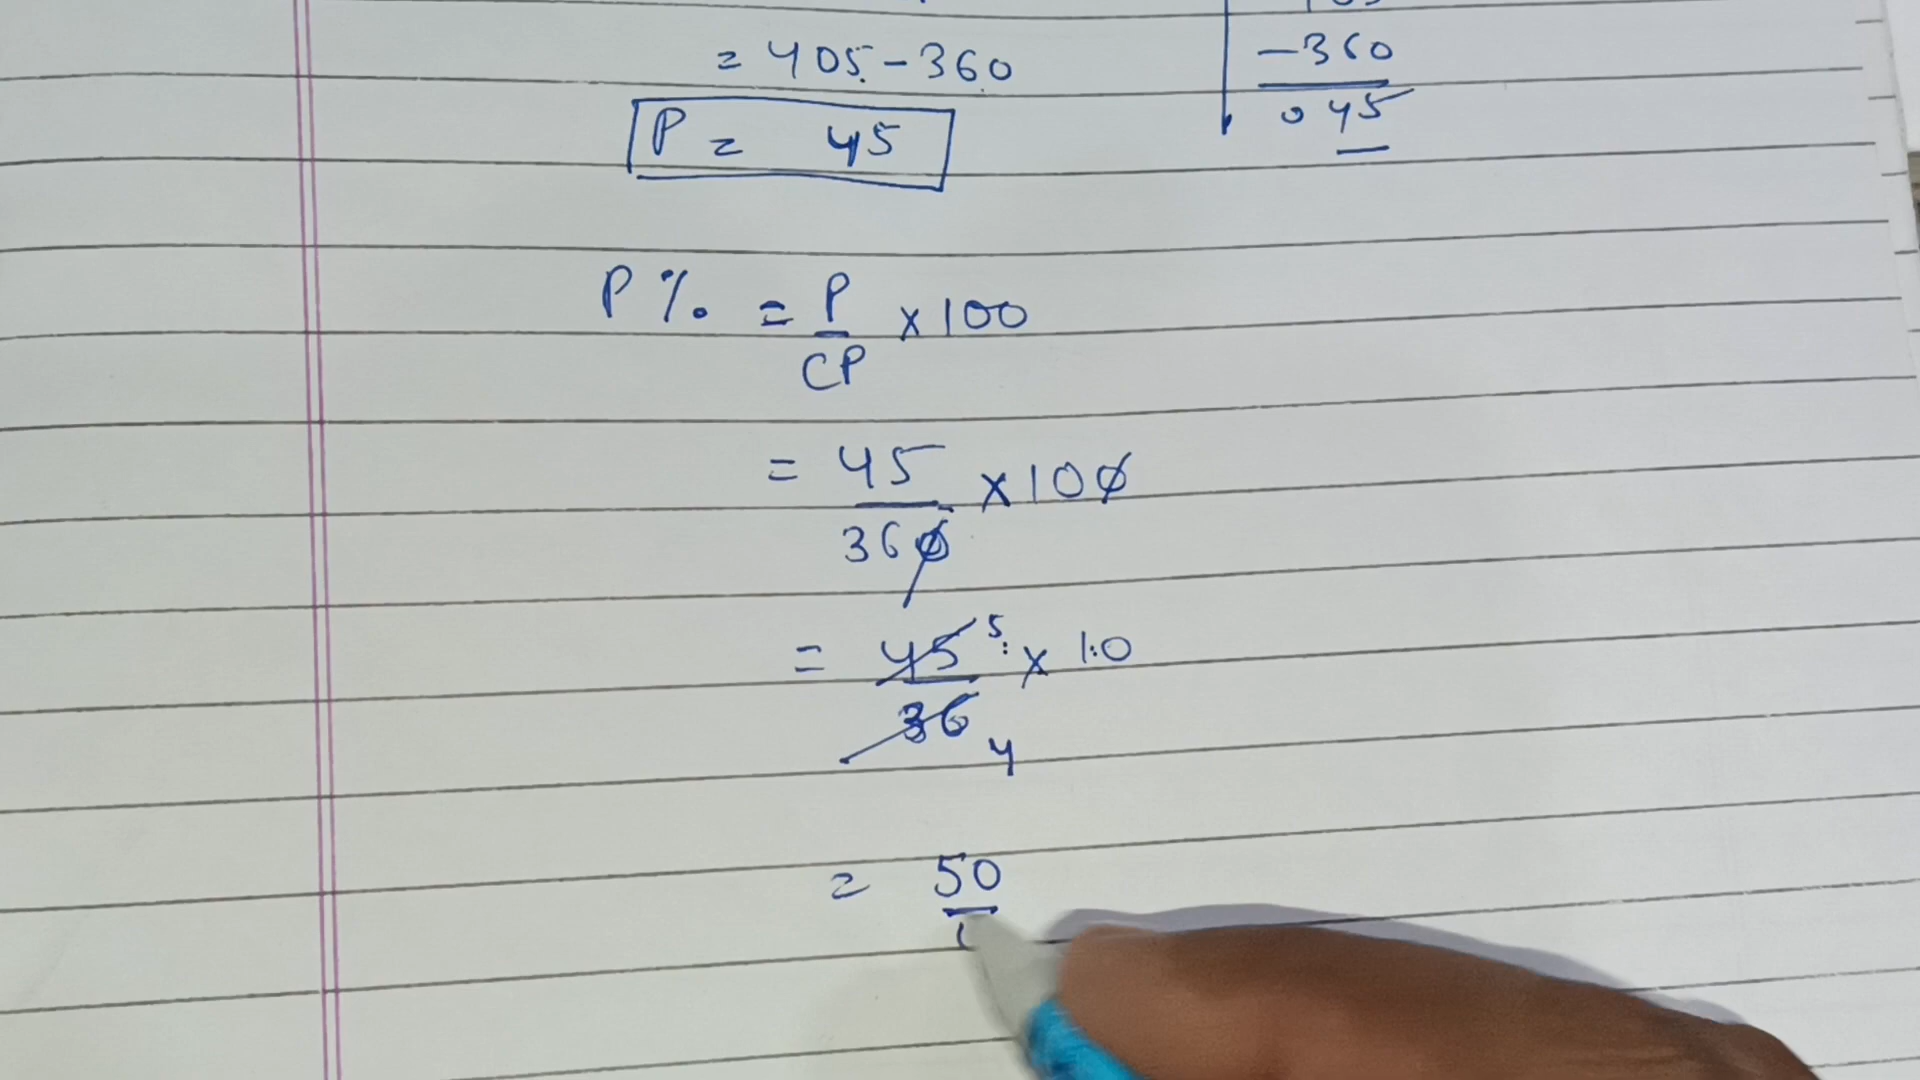 = 405 - 360
P = 45
-360
045
P % = P/CP x 100
= 45/360 x 100
= 45 5/36 4 x 10
= 50